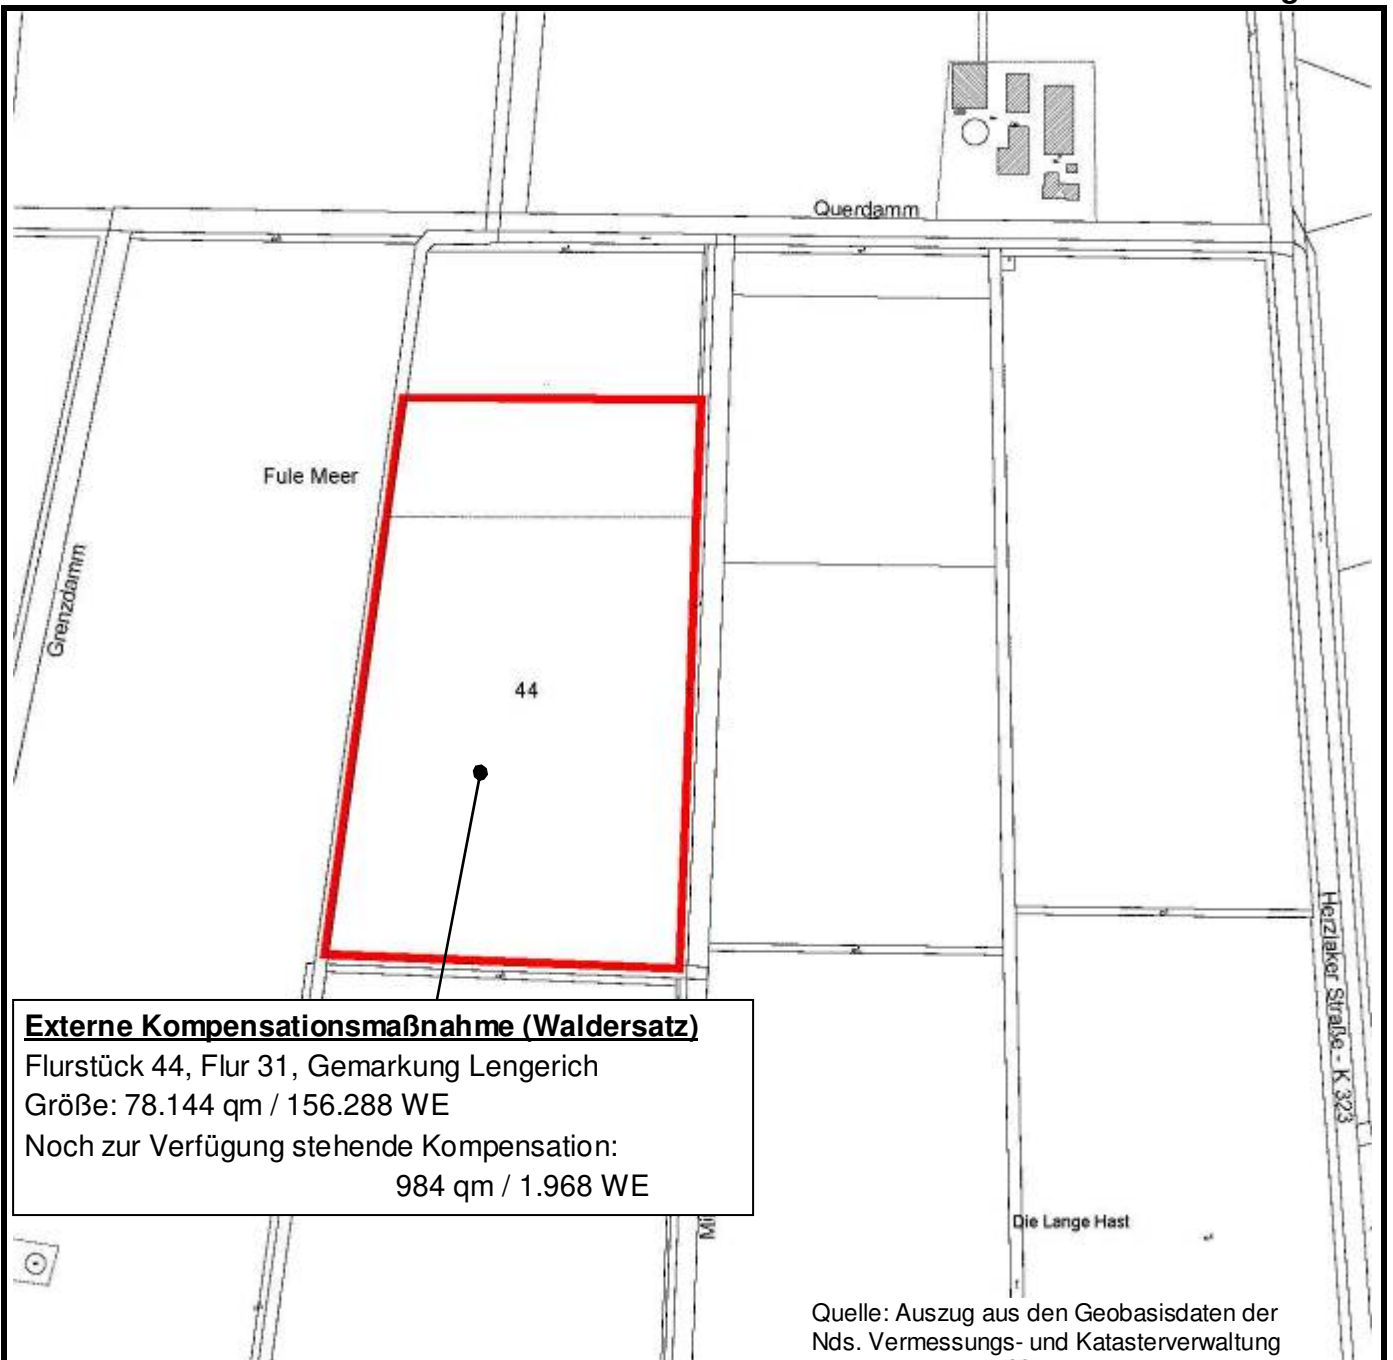 Querdamm
Fule Meer
Grenzdamm
44
Herzlaker Straße - K 323
Externe Kompensationsmaßnahme (Waldersatz)
Flurstück 44, Flur 31, Gemarkung Lengerich
Größe: 78.144 qm / 156.288 WE
Noch zur Verfügung stehende Kompensation:
984 qm / 1.968 WE
Die Lange Hast
Quelle: Auszug aus den Geobasisdaten der
Nds. Vermessungs- und Katasterverwaltung